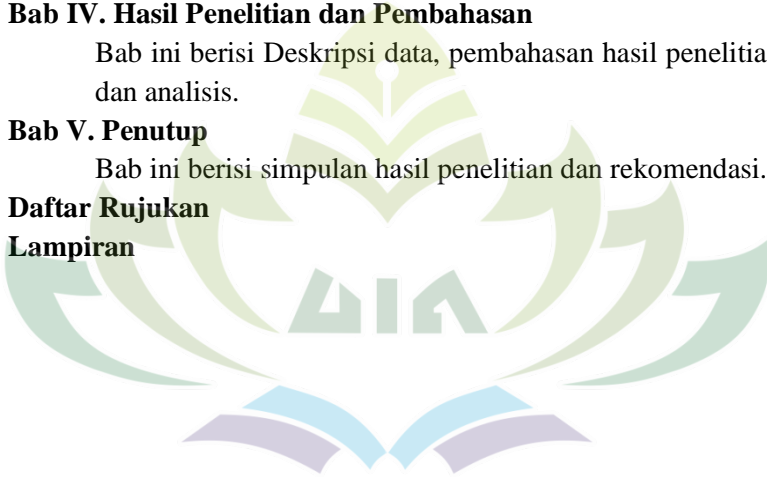 Bab IV. Hasil Penelitian dan Pembahasan
Bab ini berisi Deskripsi data, pembahasan hasil penelitia
dan analisis.
Bab V. Penutup
Bab ini berisi simpulan hasil penelitian dan rekomendasi.
Daftar Rujukan
Lampiran
UIN